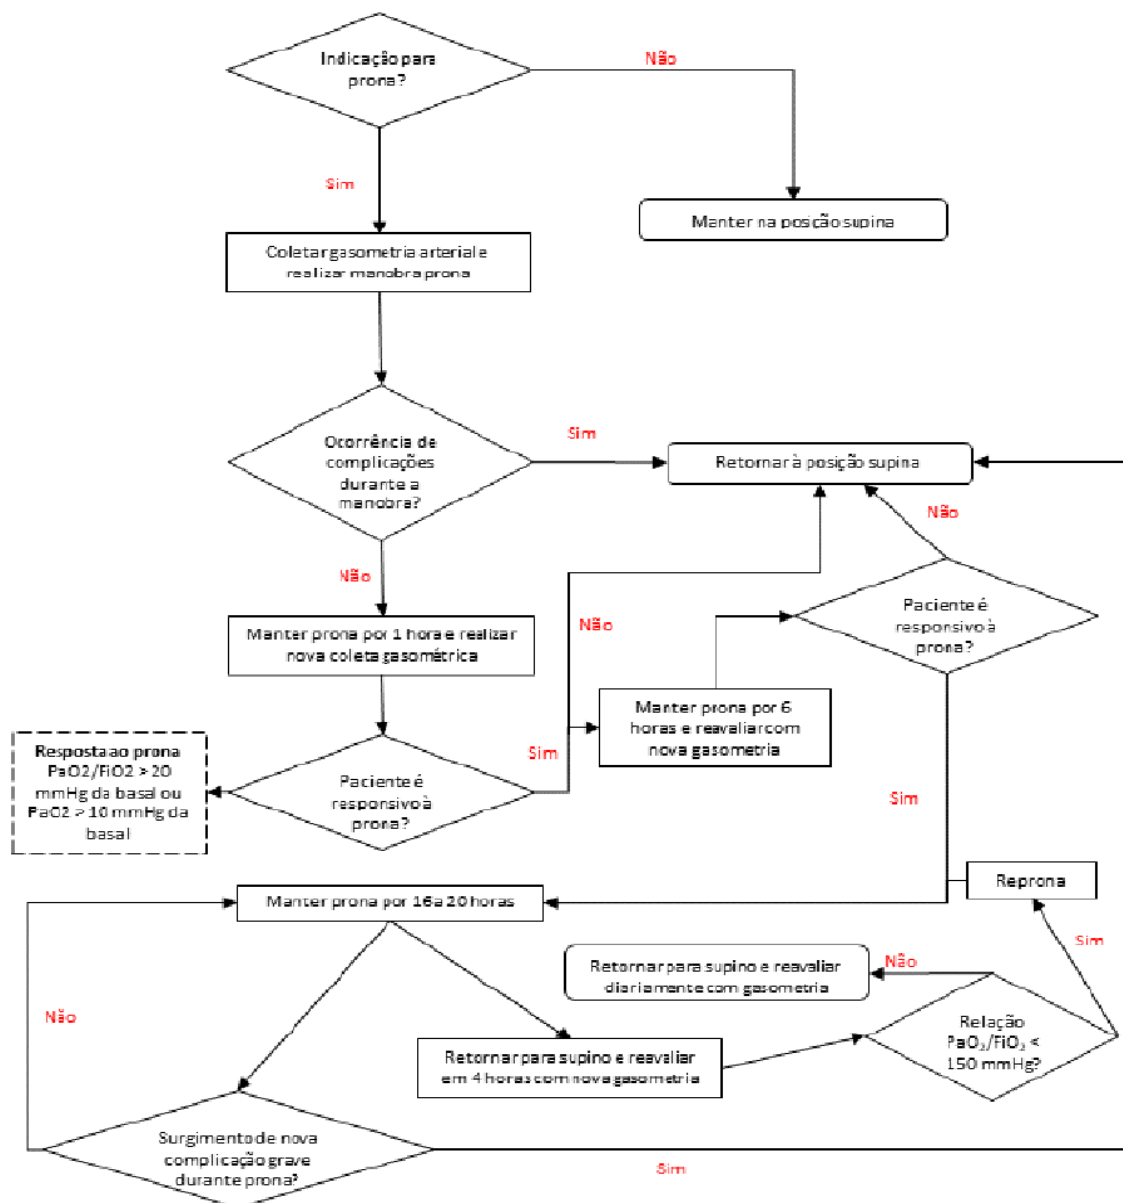 Indicação para
prona?
Não
Sim
Manter na posição supina
Coletar gasometria arterial e
realizar manobra prona
Ocorrência de
complicações
durante a
manobra?
Sim
Retornar à posição supina
Não
Não
Manter prona por 1 hora e realizar
nova coleta gasométrica
Não
Paciente é
responsivo à
prona?
Manter prona por 6
horas e reavaliar com
nova gasometria
Resposta ao prona
PaO2/FiO2 > 20
mmHg da basal ou
PaO2 > 10 mmHg da
basal
Paciente é
responsivo à
prona?
Sim
Sim
Manter prona por 16 a 20 horas
Reprona
Sim
Retornar para supino e reavaliar
diariamente com gasometria
Não
Não
Relação
PaO₂/FiO₂ <
150 mmHg?
Retornar para supino e reavaliar
em 4 horas com nova gasometria
Surgimento de nova
complicação grave
durante prona?
Sim